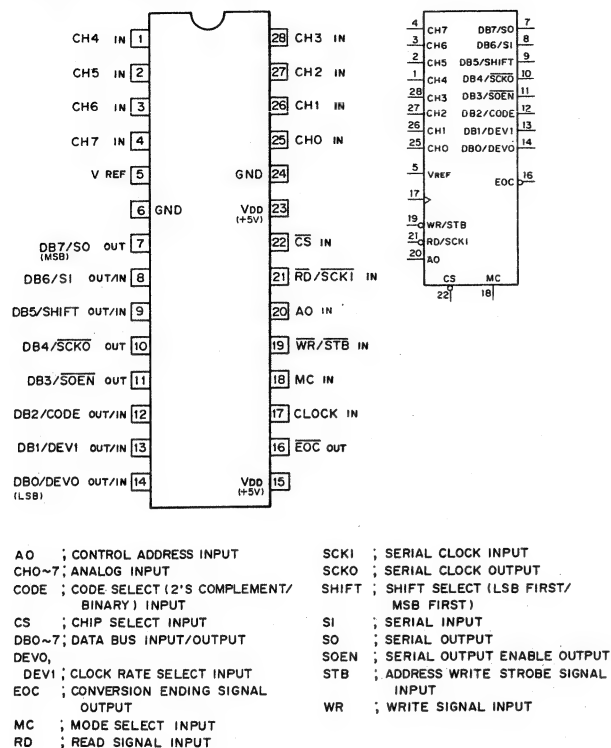 CH4 IN 1
28 CH3 IN
CH5 IN 2
27 CH2 IN
CH6 IN 3
26 CH1 IN
CH7 IN 4
25 CH0 IN
V REF 5
GND 24
6 GND
VDD (+5V) 23
DB7/SO OUT 7
(MSB)
22 CS IN
DB6/SI OUT/IN 8
21 RD/SCKI IN
DB5/SHIFT OUT/IN 9
20 A0 IN
DB4/SCKO OUT 10
19 WR/STB IN
DB3/SOEN OUT 11
18 MC IN
DB2/CODE OUT/IN 12
17 CLOCK IN
DB1/DEV1 OUT/IN 13
16 EOC OUT
DB0/DEV0 OUT/IN 14
(LSB)
VDD (+5V) 15
4 CH7 DB7/SO 7
3 CH6 DB6/SI 8
2 CH5 DB5/SHIFT 9
1 CH4 DB4/SCKO 10
28 CH3 DB3/SOEN 11
27 CH2 DB2/CODE 12
26 CH1 DB1/DEV1 13
25 CH0 DB0/DEV0 14
5 VREF
EOC 16
17
19 WR/STB
21 RD/SCKI
20 A0
CS MC
22 18
A0 ; CONTROL ADDRESS INPUT
CH0~7 ; ANALOG INPUT
CODE ; CODE SELECT (2'S COMPLEMENT/
BINARY) INPUT
CS ; CHIP SELECT INPUT
DB0~7 ; DATA BUS INPUT/OUTPUT
DEV0,
DEV1 ; CLOCK RATE SELECT INPUT
EOC ; CONVERSION ENDING SIGNAL
OUTPUT
MC ; MODE SELECT INPUT
RD ; READ SIGNAL INPUT
SCKI ; SERIAL CLOCK INPUT
SCKO ; SERIAL CLOCK OUTPUT
SHIFT ; SHIFT SELECT (LSB FIRST/
MSB FIRST)
SI ; SERIAL INPUT
SO ; SERIAL OUTPUT
SOEN ; SERIAL OUTPUT ENABLE OUTPUT
STB ; ADDRESS WRITE STROBE SIGNAL
INPUT
WR ; WRITE SIGNAL INPUT